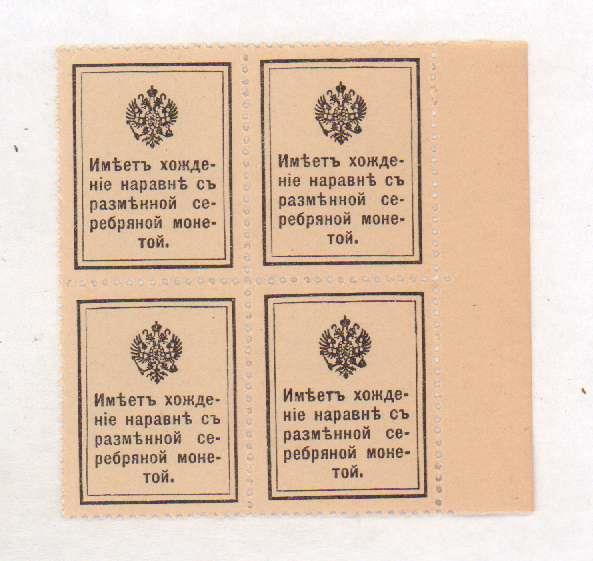 Имѣетъ хожде-
ніе наравнѣ съ
размѣнной се-
ребряной моне-
той.
Имѣетъ хожде-
ніе наравнѣ съ
размѣнной се-
ребряной моне-
той.
Имѣетъ хожде-
ніе наравнѣ съ
размѣнной се-
ребряной моне-
той.
Имѣетъ хожде-
ніе наравнѣ съ
размѣнной се-
ребряной моне-
той.